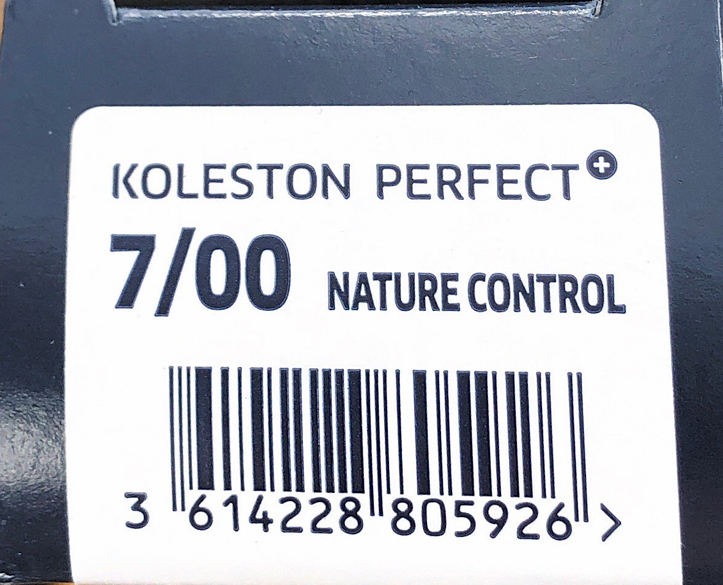 KOLESTON PERFECT+
7/00 NATURE CONTROL
3 614228 805926 >